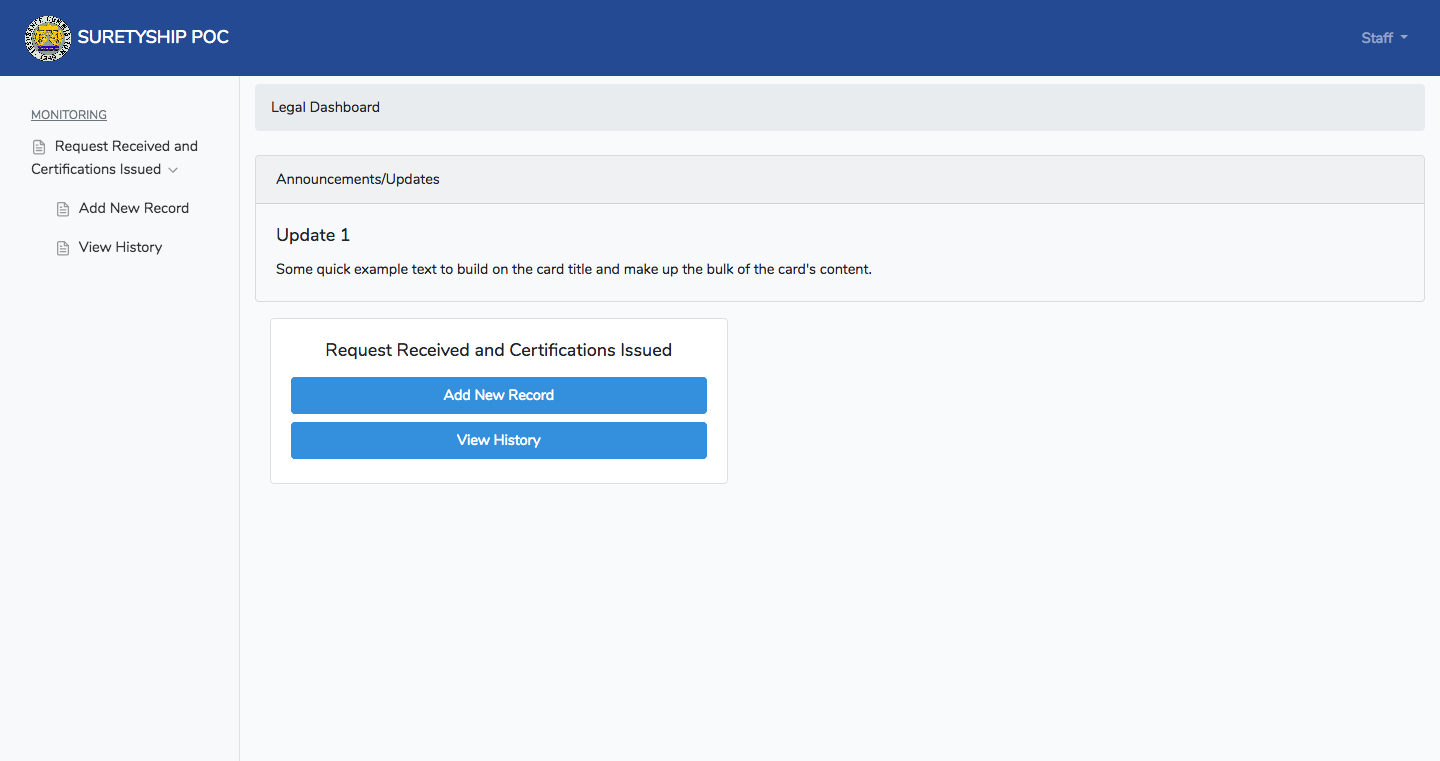 SURETYSHIP POC
Staff
MONITORING
Request Received and
Certifications Issued
Add New Record
View History
Legal Dashboard
Announcements/Updates
Update 1
Some quick example text to build on the card title and make up the bulk of the card's content.
Request Received and Certifications Issued
Add New Record
View History